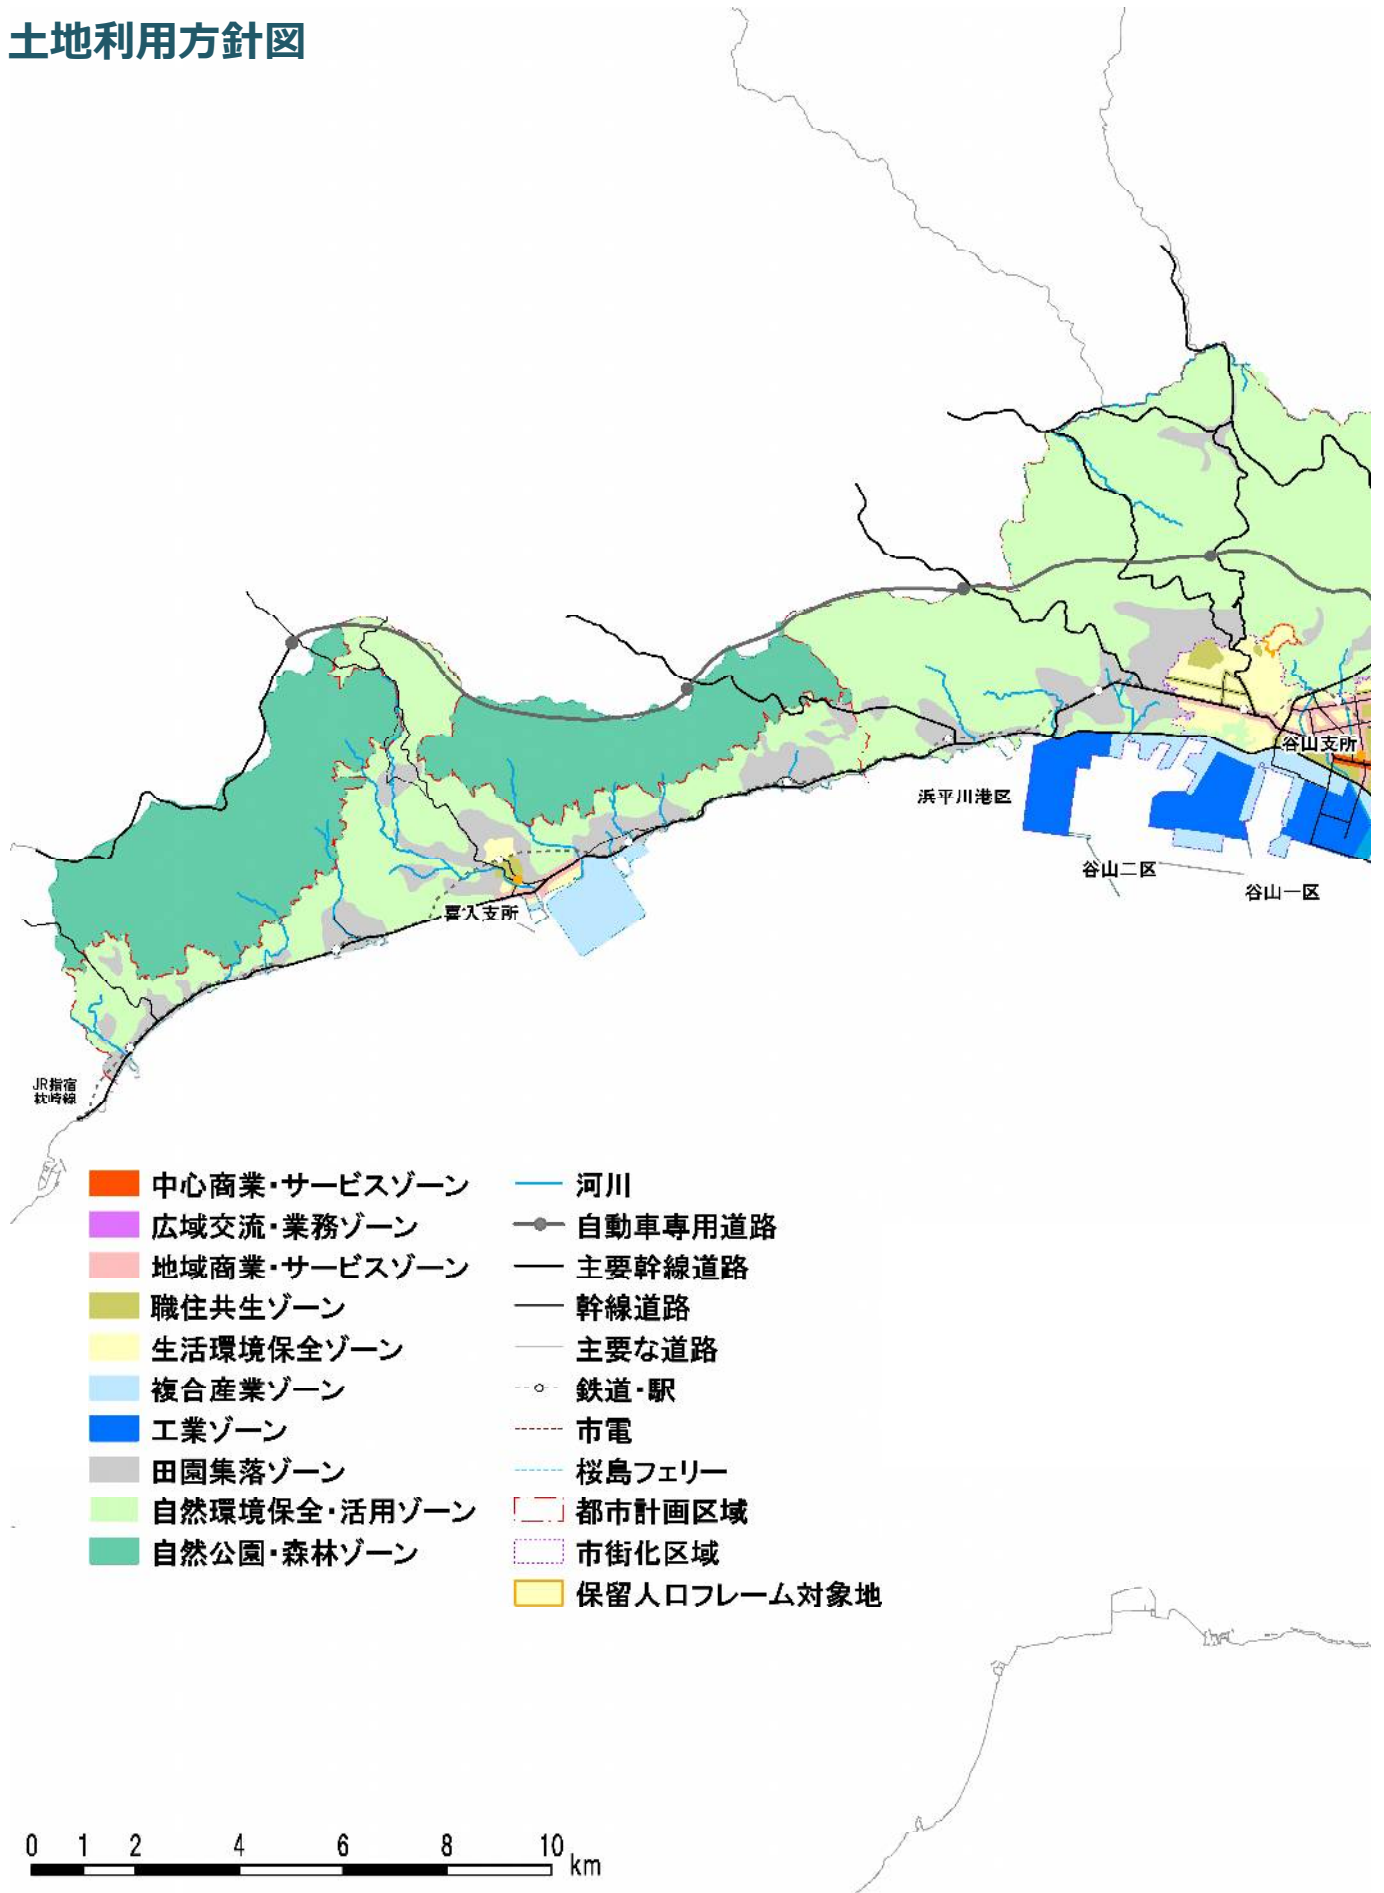 土地利用方針図
谷山支所
浜平川港区
谷山二区
谷山一区
喜入支所
JR指宿
枕崎線
中心商業・サービスゾーン
広域交流・業務ゾーン
地域商業・サービスゾーン
職住共生ゾーン
生活環境保全ゾーン
複合産業ゾーン
工業ゾーン
田園集落ゾーン
自然環境保全・活用ゾーン
自然公園・森林ゾーン
河川
自動車専用道路
主要幹線道路
幹線道路
主要な道路
鉄道・駅
市電
桜島フェリー
都市計画区域
市街化区域
保留人口フレーム対象地
0 1 2 4 6 8 10 km